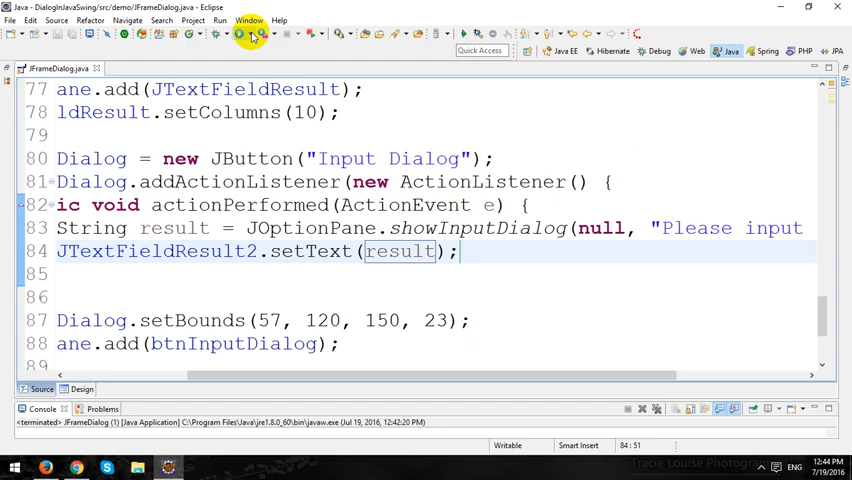 Java - DialogInJavaSwing/src/demo/JFrameDialog.java - Eclipse
File Edit Source Refactor Navigate Search Project Run Window Help
Quick Access
Java EE Hibernate Debug Web Java Spring PHP JPA
JFrameDialog.java
77 ane.add(JTextFieldResult);
78 ldResult.setColumns(10);
79
80 Dialog = new JButton("Input Dialog");
81 Dialog.addActionListener(new ActionListener() {
82 ic void actionPerformed(ActionEvent e) {
83 String result = JOptionPane.showInputDialog(null, "Please input
84 JTextFieldResult2.setText(result);
85
86
87 Dialog.setBounds(57, 120, 150, 23);
88 ane.add(btnInputDialog);
89
Source Design
Console Problems
<terminated> JFrameDialog (1) [Java Application] C:\Program Files\Java\jre1.8.0_60\bin\javaw.exe (Jul 19, 2016, 12:42:20 PM)
Writable Smart Insert 84 : 51
Tracie Louise Photography
ENG
12:44 PM
7/19/2016